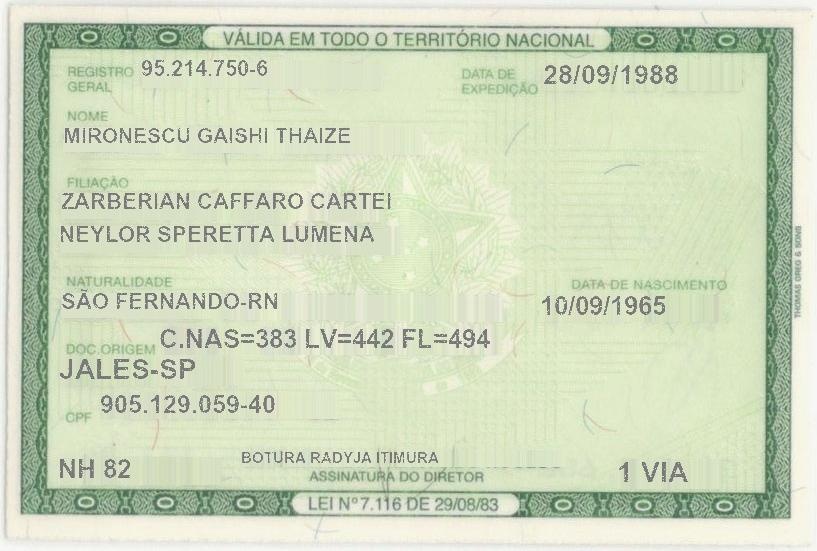 VÁLIDA EM TODO O TERRITÓRIO NACIONAL
REGISTRO GERAL 95.214.750-6 DATA DE EXPEDIÇÃO 28/09/1988
NOME
MIRONESCU GAISHI THAIZE
FILIAÇÃO
ZARBERIAN CAFFARO CARTEI
NEYLOR SPERETTA LUMENA
NATURALIDADE DATA DE NASCIMENTO
SÃO FERNANDO-RN 10/09/1965
DOC.ORIGEM C.NAS=383 LV=442 FL=494
JALES-SP
CPF 905.129.059-40
NH 82 BOTURA RADYJA ITIMURA 1 VIA
ASSINATURA DO DIRETOR
LEI Nº 7.116 DE 29/08/83
THOMAS GREG & SONS